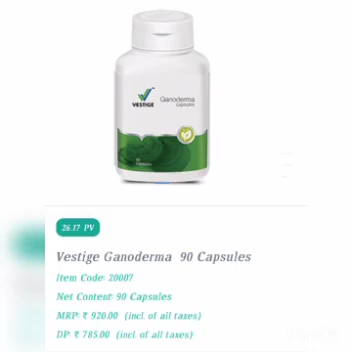 VESTIGE
Ganoderma
Capsules
26.17 PV
Vestige Ganoderma 90 Capsules
Item Code: 20007
Net Content: 90 Capsules
MRP: ₹ 920.00 (incl. of all taxes)
DP: ₹ 785.00 (incl. of all taxes)